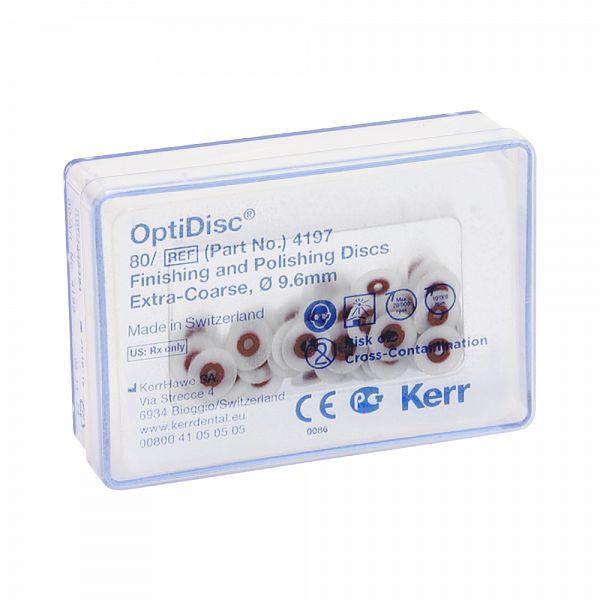 OptiDisc®
80/ REF (Part No.) 4197
Finishing and Polishing Discs
Extra-Coarse, Ø 9.6mm
Made in Switzerland
US: Rx only
Max.
Risk of
Cross-Contamination
KerrHawe SA
Via Strecce 4
6934 Bioggio/Switzerland
www.kerrdental.eu
00800 41 05 05 05
CE
0086
Kerr